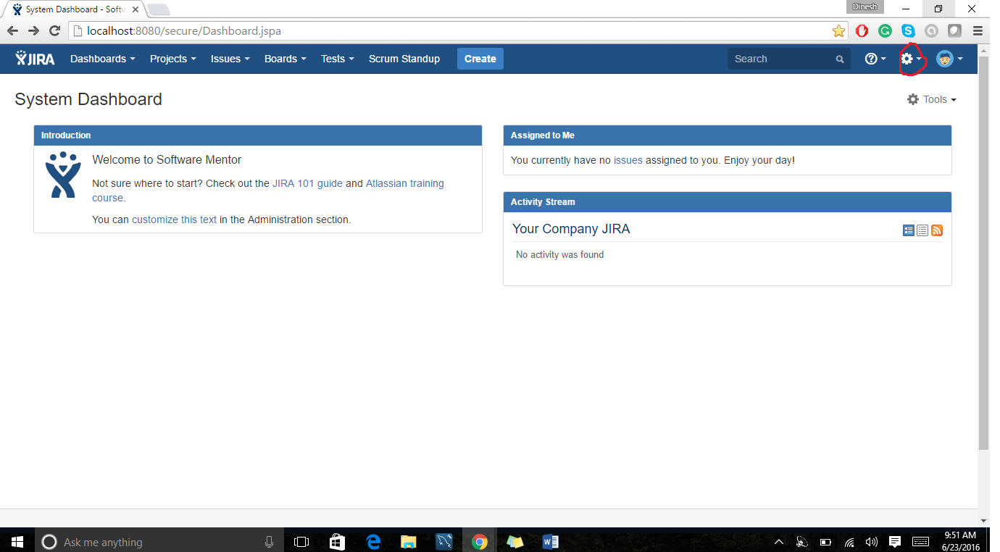 System Dashboard - Softw
Dinesh
localhost:8080/secure/Dashboard.jspa
JIRA Dashboards Projects Issues Boards Tests Scrum Standup Create Search
System Dashboard
Tools
Introduction
Welcome to Software Mentor
Not sure where to start? Check out the JIRA 101 guide and Atlassian training
course.
You can customize this text in the Administration section.
Assigned to Me
You currently have no issues assigned to you. Enjoy your day!
Activity Stream
Your Company JIRA
No activity was found
Ask me anything
9:51 AM
6/23/2016